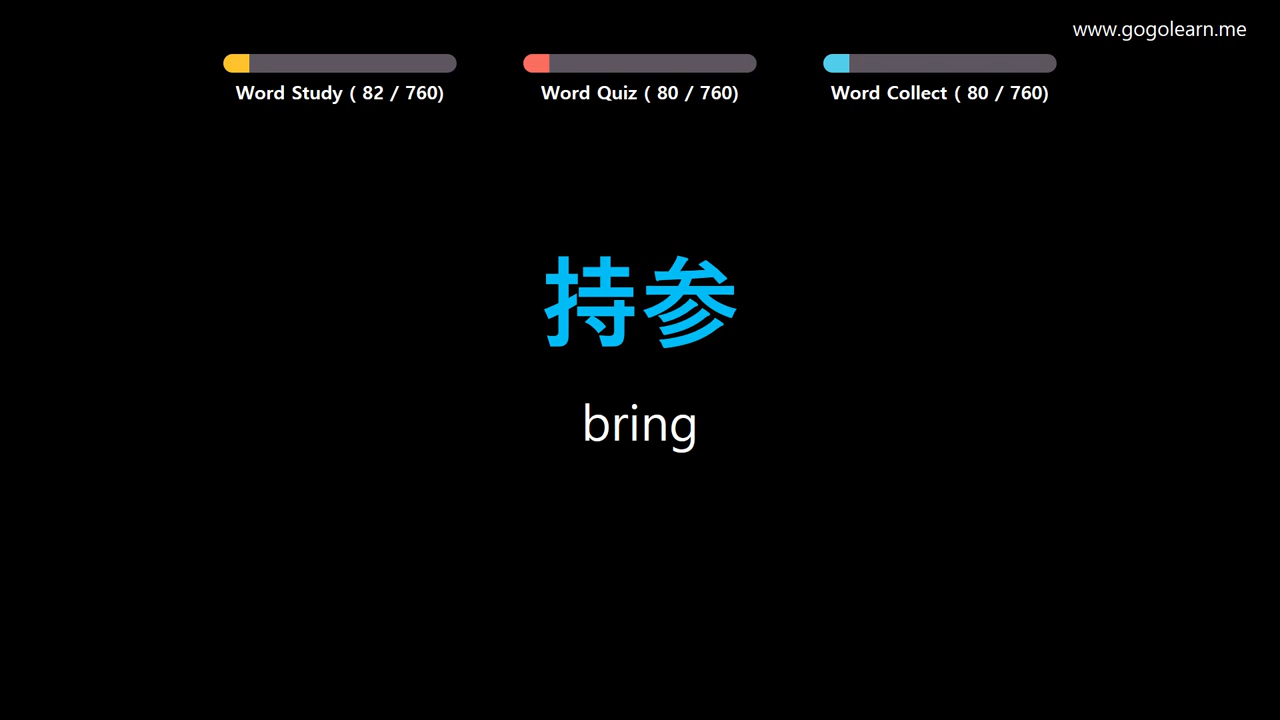 www.gogolearn.me
Word Study ( 82 / 760)
Word Quiz ( 80 / 760)
Word Collect ( 80 / 760)
持参
bring